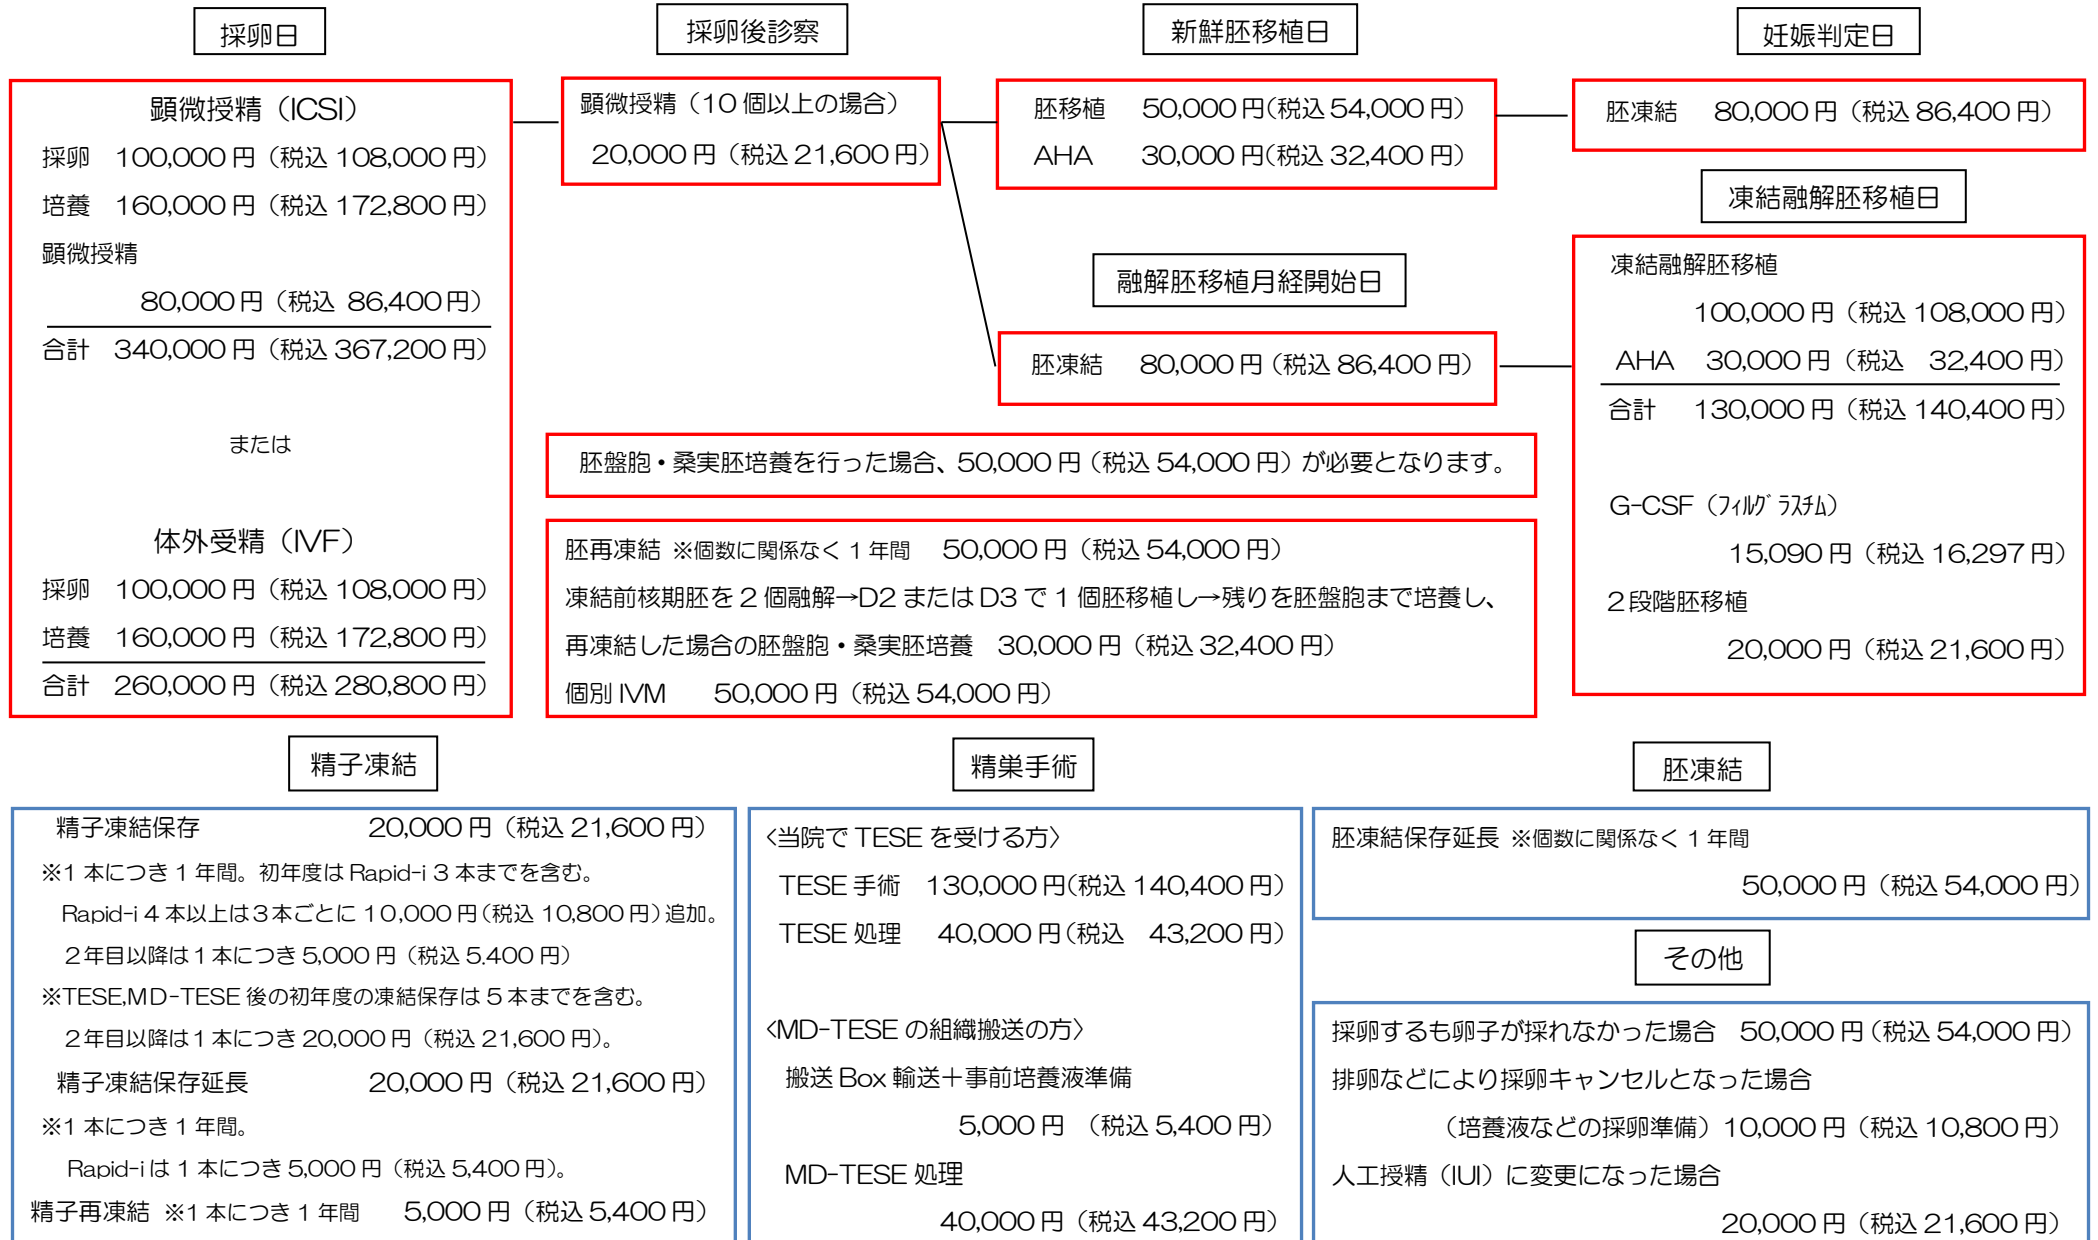 採卵日
顕微授精（ICSI）
採卵 100,000円（税込108,000円）
培養 160,000円（税込172,800円）
顕微授精
80,000円（税込 86,400円）
合計 340,000円（税込367,200円）
または
体外受精（IVF）
採卵 100,000円（税込108,000円）
培養 160,000円（税込172,800円）
合計 260,000円（税込280,800円）
採卵後診察
顕微授精（10個以上の場合）
20,000円（税込21,600円）
新鮮胚移植日
胚移植 50,000円（税込54,000円）
AHA 30,000円（税込32,400円）
妊娠判定日
胚凍結 80,000円（税込86,400円）
融解胚移植月経開始日
胚凍結 80,000円（税込86,400円）
凍結融解胚移植日
凍結融解胚移植
100,000円（税込108,000円）
AHA 30,000円（税込 32,400円）
合計 130,000円（税込140,400円）
G-CSF（ﾌｨﾙｸﾞﾗｽﾁﾑ）
15,090円（税込16,297円）
２段階胚移植
20,000円（税込21,600円）
胚盤胞・桑実胚培養を行った場合、50,000円（税込54,000円）が必要となります。
胚再凍結 ※個数に関係なく1年間 50,000円（税込54,000円）
凍結前核期胚を2個融解→D2またはD3で1個胚移植し→残りを胚盤胞まで培養し、
再凍結した場合の胚盤胞・桑実胚培養 30,000円（税込32,400円）
個別IVM 50,000円（税込54,000円）
精子凍結
精子凍結保存 20,000円（税込21,600円）
※1本につき1年間。初年度はRapid-i 3本までを含む。
Rapid-i 4本以上は3本ごとに10,000円（税込10,800円）追加。
２年目以降は1本につき5,000円（税込5.400円）
※TESE,MD-TESE後の初年度の凍結保存は5本までを含む。
２年目以降は1本につき20,000円（税込21,600円）。
精子凍結保存延長 20,000円（税込21,600円）
※1本につき1年間。
Rapid-iは1本につき5,000円（税込5,400円）。
精子再凍結 ※1本につき1年間 5,000円（税込5,400円）
精巣手術
〈当院でTESEを受ける方〉
TESE手術 130,000円（税込140,400円）
TESE処理 40,000円（税込 43,200円）
〈MD-TESEの組織搬送の方〉
搬送Box輸送＋事前培養液準備
5,000円 （税込5,400円）
MD-TESE処理
40,000円（税込43,200円）
胚凍結
胚凍結保存延長 ※個数に関係なく1年間
50,000円（税込54,000円）
その他
採卵するも卵子が採れなかった場合 50,000円（税込54,000円）
排卵などにより採卵キャンセルとなった場合
（培養液などの採卵準備）10,000円（税込10,800円）
人工授精（IUI）に変更になった場合
20,000円（税込21,600円）